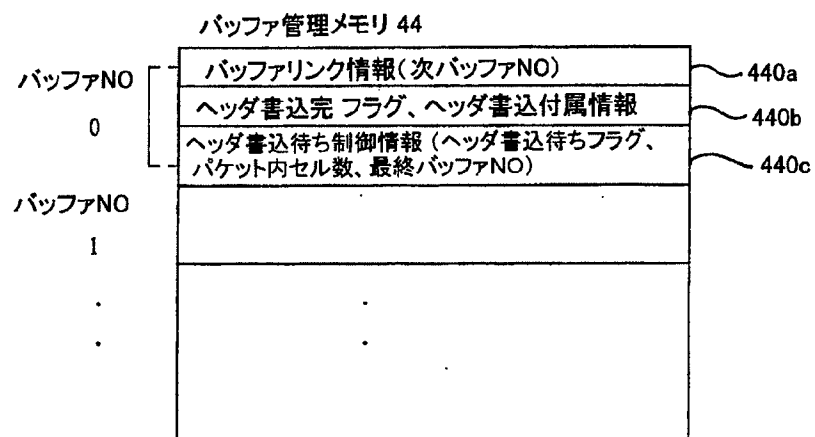 バッファ管理メモリ 44
バッファNO
0
バッファリンク情報(次バッファNO)
440a
ヘッダ書込完 フラグ、ヘッダ書込付属情報
440b
ヘッダ書込待ち制御情報 (ヘッダ書込待ちフラグ、
パケット内セル数、最終バッファNO)
440c
バッファNO
1